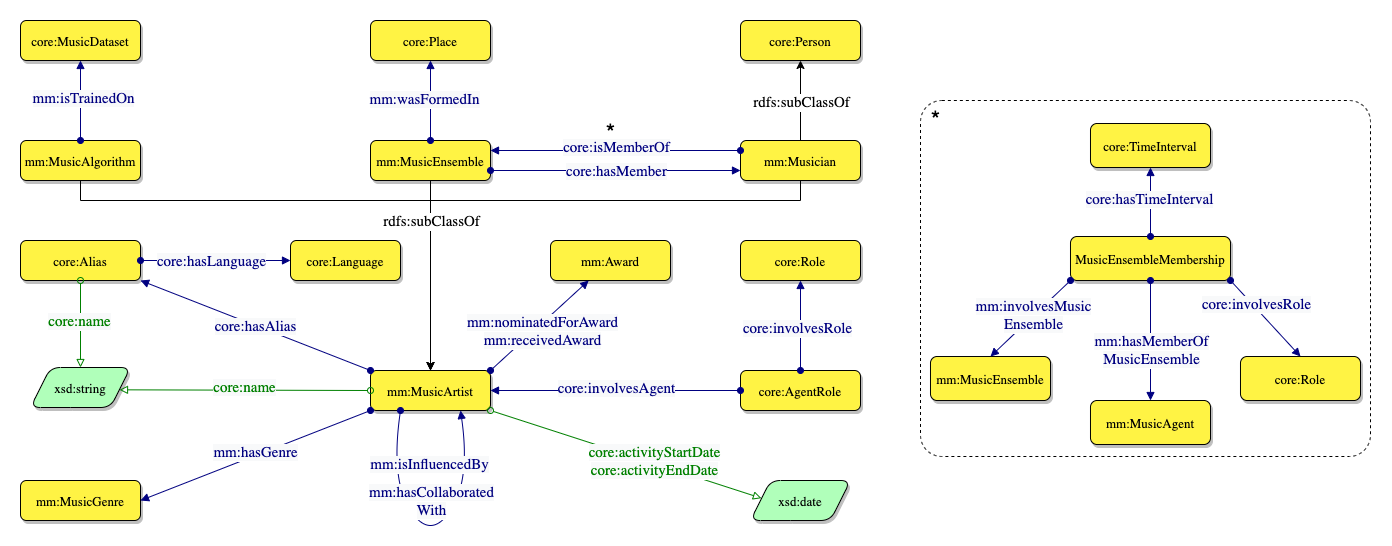 core:MusicDataset
core:Place
core:Person
mm:isTrainedOn
mm:wasFormedIn
rdfs:subClassOf
*
core:isMemberOf
core:hasMember
mm:MusicAlgorithm
mm:MusicEnsemble
mm:Musician
rdfs:subClassOf
core:Alias
core:hasLanguage
core:Language
mm:Award
core:Role
core:name
core:hasAlias
mm:nominatedForAward
mm:receivedAward
core:involvesRole
xsd:string
core:name
mm:MusicArtist
core:involvesAgent
core:AgentRole
mm:hasGenre
mm:isInfluencedBy
mm:hasCollaborated
With
core:activityStartDate
core:activityEndDate
mm:MusicGenre
xsd:date
*
core:TimeInterval
core:hasTimeInterval
MusicEnsembleMembership
mm:involvesMusic
Ensemble
mm:hasMemberOf
MusicEnsemble
core:involvesRole
mm:MusicEnsemble
mm:MusicAgent
core:Role